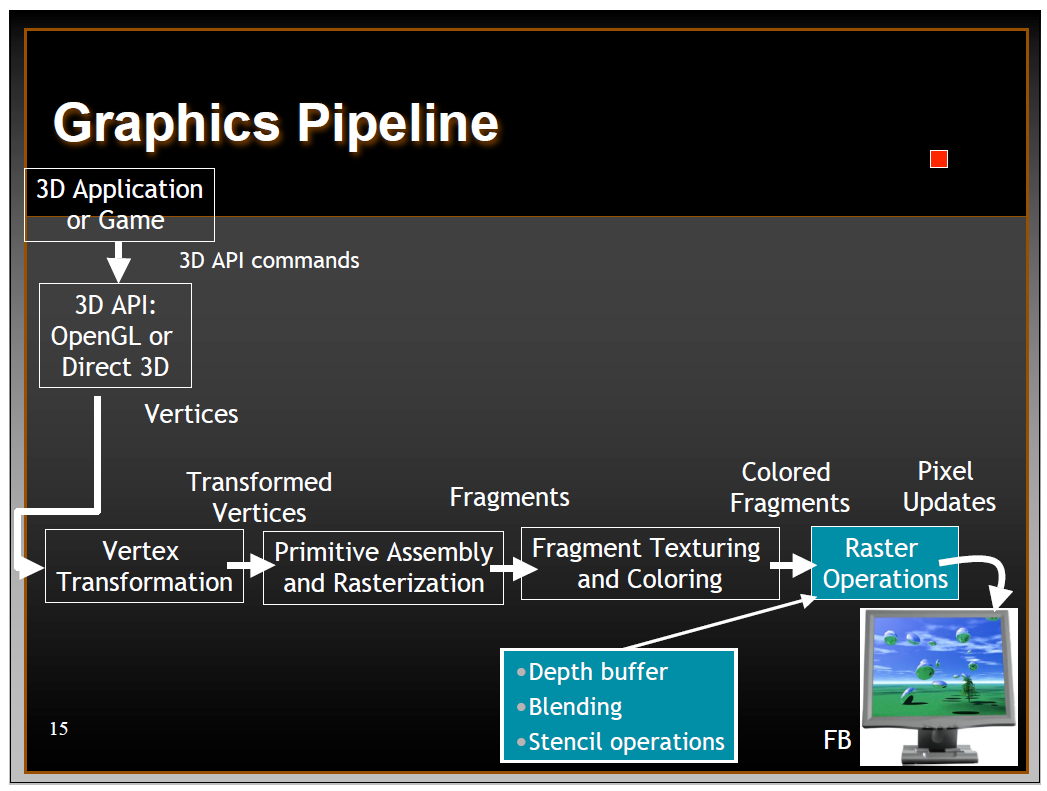 Graphics Pipeline
3D Application
or Game
3D API commands
3D API:
OpenGL or
Direct 3D
Vertices
Transformed
Vertices
Fragments
Colored
Fragments
Pixel
Updates
Vertex
Transformation
Primitive Assembly
and Rasterization
Fragment Texturing
and Coloring
Raster
Operations
•Depth buffer
•Blending
•Stencil operations
FB
15